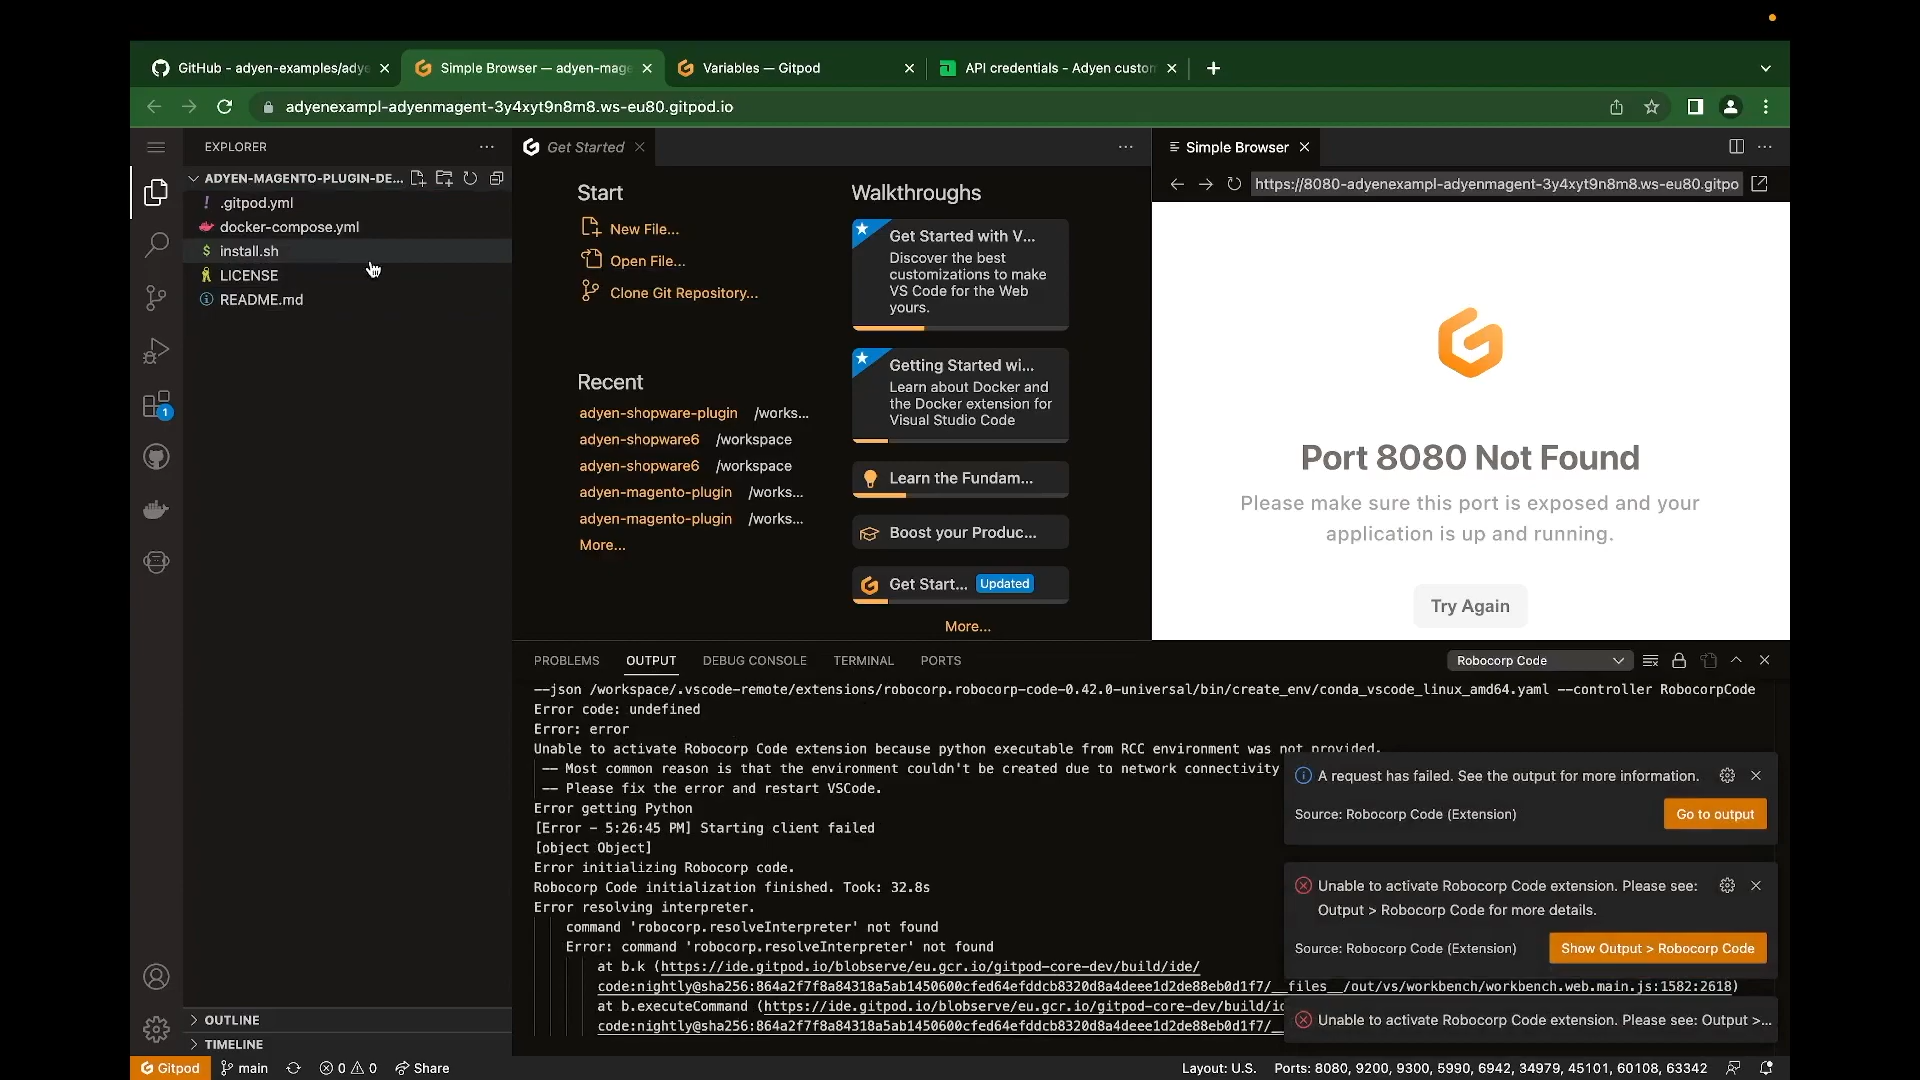 GitHub - adyen-examples/adye
Simple Browser — adyen-mage
Variables — Gitpod
API credentials - Adyen custom
adyenexampl-adyenmagent-3y4xyt9n8m8.ws-eu80.gitpod.io
EXPLORER
ADYEN-MAGENTO-PLUGIN-DE...
! .gitpod.yml
docker-compose.yml
$ install.sh
LICENSE
README.md
1
OUTLINE
TIMELINE
Get Started
Start
New File...
Open File...
Clone Git Repository...
Recent
adyen-shopware-plugin /works...
adyen-shopware6 /workspace
adyen-shopware6 /workspace
adyen-magento-plugin /works...
adyen-magento-plugin /works...
More...
Walkthroughs
Get Started with V...
Discover the best
customizations to make
VS Code for the Web
yours.
Getting Started wi...
Learn about Docker and
the Docker extension for
Visual Studio Code
Learn the Fundam...
Boost your Produc...
Get Start... Updated
More...
Simple Browser
https://8080-adyenexampl-adyenmagent-3y4xyt9n8m8.ws-eu80.gitpo
Port 8080 Not Found
Please make sure this port is exposed and your
application is up and running.
Try Again
PROBLEMS OUTPUT DEBUG CONSOLE TERMINAL PORTS
Robocorp Code
--json /workspace/.vscode-remote/extensions/robocorp.robocorp-code-0.42.0-universal/bin/create_env/conda_vscode_linux_amd64.yaml --controller RobocorpCode
Error code: undefined
Error: error
Unable to activate Robocorp Code extension because python executable from RCC environment was not provided.
-- Most common reason is that the environment couldn't be created due to network connectivity
-- Please fix the error and restart VSCode.
Error getting Python
[Error - 5:26:45 PM] Starting client failed
[object Object]
Error initializing Robocorp code.
Robocorp Code initialization finished. Took: 32.8s
Error resolving interpreter.
command 'robocorp.resolveInterpreter' not found
Error: command 'robocorp.resolveInterpreter' not found
at b.k (https://ide.gitpod.io/blobserve/eu.gcr.io/gitpod-core-dev/build/ide/
code:nightly@sha256:864a2f7f8a84318a5ab1450600cfed64efddcb8320d8a4deee1d2de88eb0d1f7/__files__/out/vs/workbench/workbench.web.main.js:1582:2618)
at b.executeCommand (https://ide.gitpod.io/blobserve/eu.gcr.io/gitpod-core-dev/build/id
code:nightly@sha256:864a2f7f8a84318a5ab1450600cfed64efddcb8320d8a4deee1d2de88eb0d1f7/__
A request has failed. See the output for more information.
Source: Robocorp Code (Extension)
Go to output
Unable to activate Robocorp Code extension. Please see:
Output > Robocorp Code for more details.
Source: Robocorp Code (Extension)
Show Output > Robocorp Code
Unable to activate Robocorp Code extension. Please see: Output >...
Gitpod
main
0 0
Share
Layout: U.S.
Ports: 8080, 9200, 9300, 5990, 6942, 34979, 45101, 60108, 63342